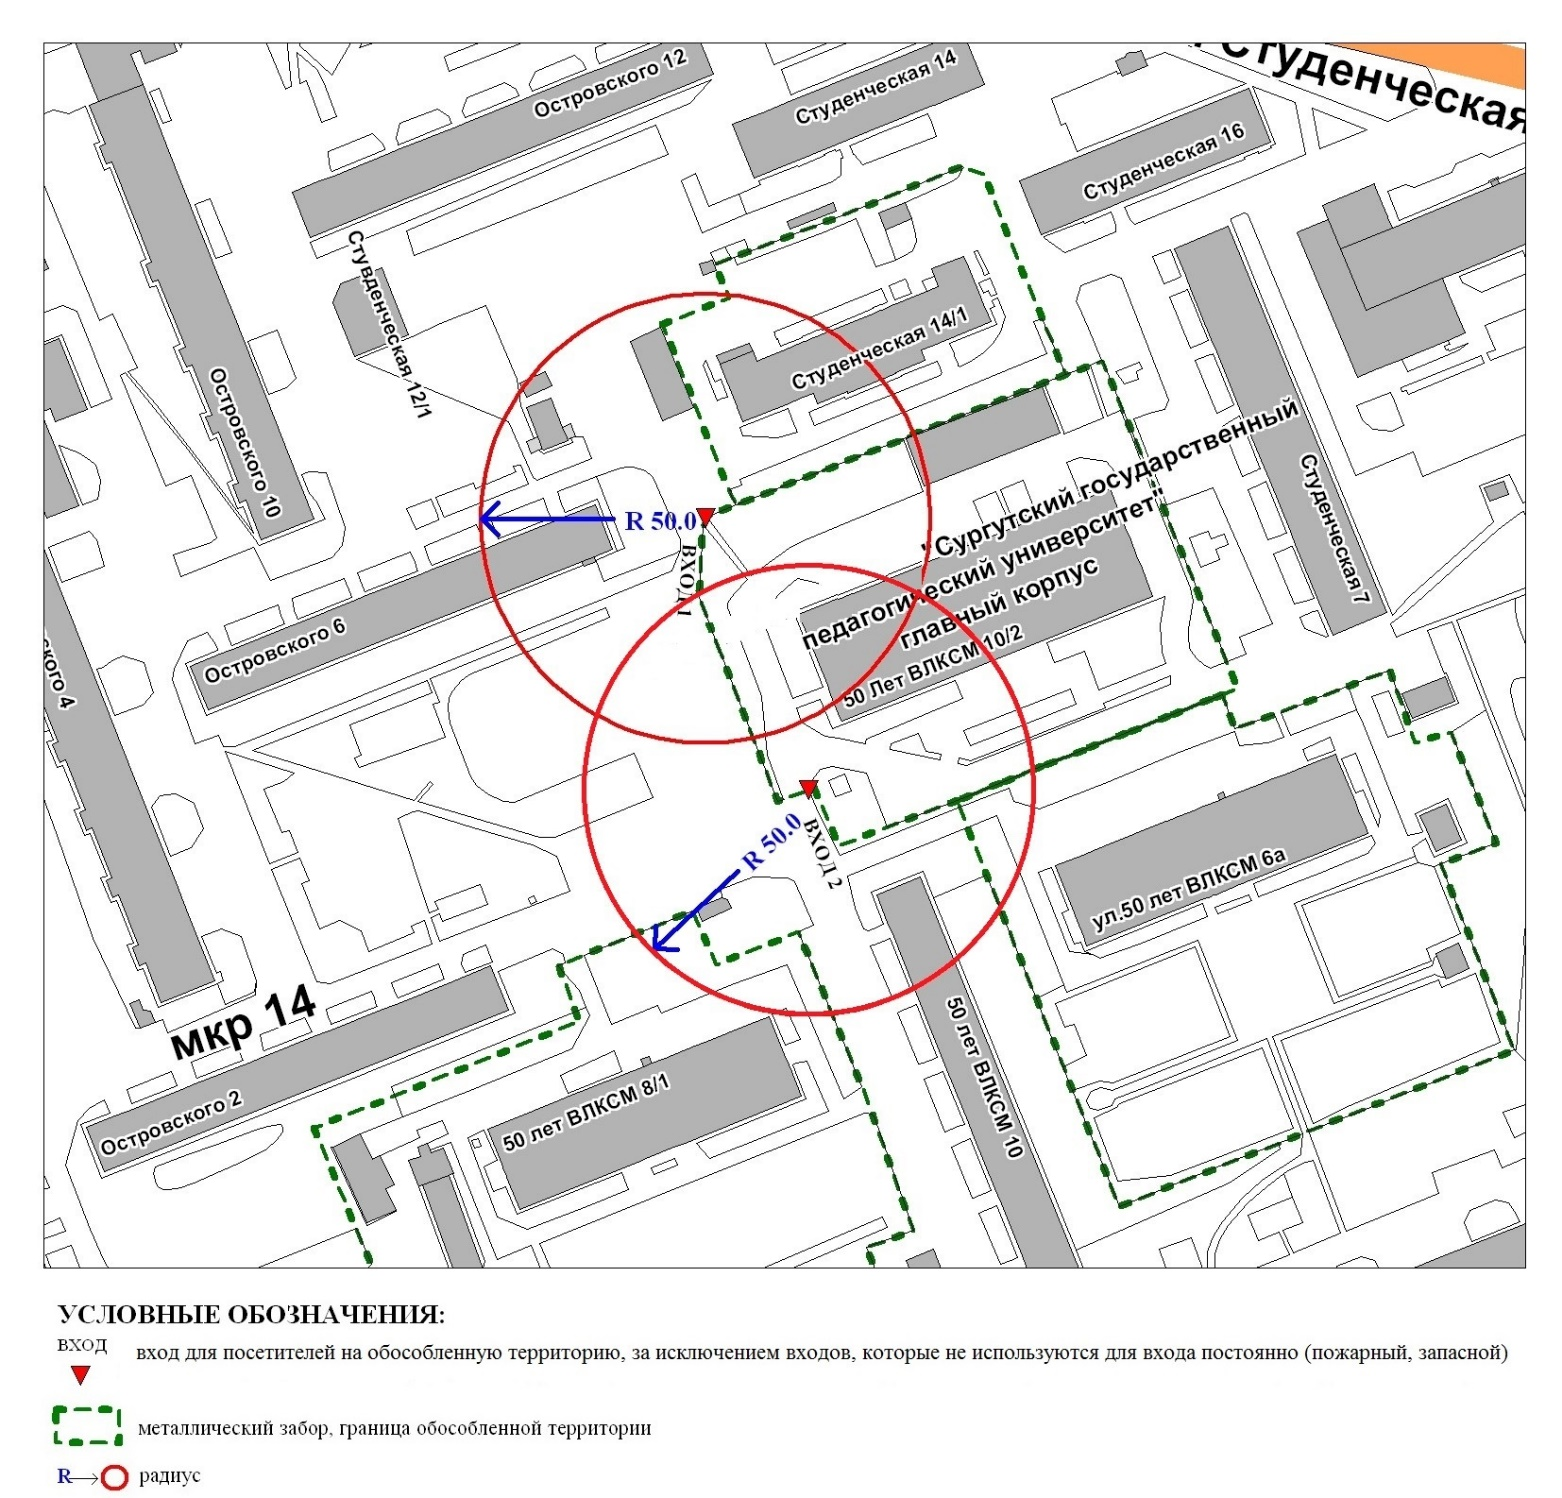 Студенческая
Островского 12
Студенческая 14
Студенческая 16
Стувденческая 12/1
Студенческая 14/1
Островского 10
"Сургутский государственный
педагогический университет"
главный корпус
50 Лет ВЛКСМ 10/2
Студенческая 7
R 50.0
ВХОД 1
Островского 6
ского 4
R 50.0
ВХОД 2
ул.50 лет ВЛКСМ 6а
мкр 14
Островского 2
50 лет ВЛКСМ 8/1
50 лет ВЛКСМ 10
УСЛОВНЫЕ ОБОЗНАЧЕНИЯ:
ВХОД
вход для посетителей на обособленную территорию, за исключением входов, которые не используются для входа постоянно (пожарный, запасной)
металлический забор, граница обособленной территории
R
радиус